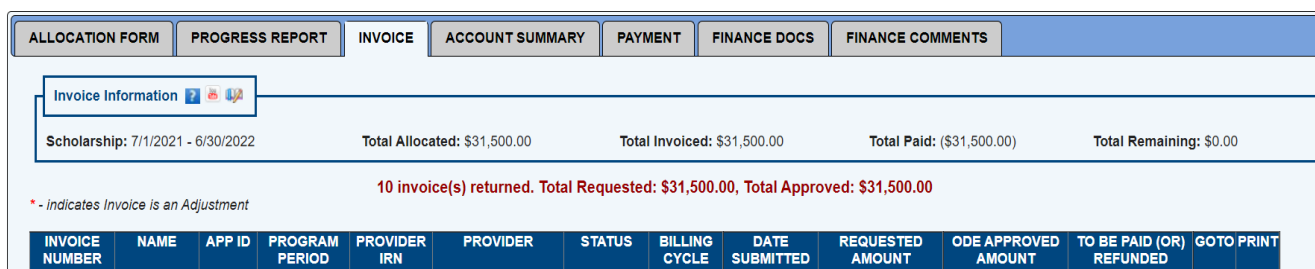 ALLOCATION FORM PROGRESS REPORT INVOICE ACCOUNT SUMMARY PAYMENT FINANCE DOCS FINANCE COMMENTS
Invoice Information ?
Scholarship: 7/1/2021 - 6/30/2022 Total Allocated: $31,500.00 Total Invoiced: $31,500.00 Total Paid: ($31,500.00) Total Remaining: $0.00
10 invoice(s) returned. Total Requested: $31,500.00, Total Approved: $31,500.00
* - indicates Invoice is an Adjustment
INVOICE NAME APP ID PROGRAM PROVIDER PROVIDER STATUS BILLING DATE REQUESTED ODE APPROVED TO BE PAID (OR) GOTO PRINT
NUMBER PERIOD IRN CYCLE SUBMITTED AMOUNT AMOUNT REFUNDED